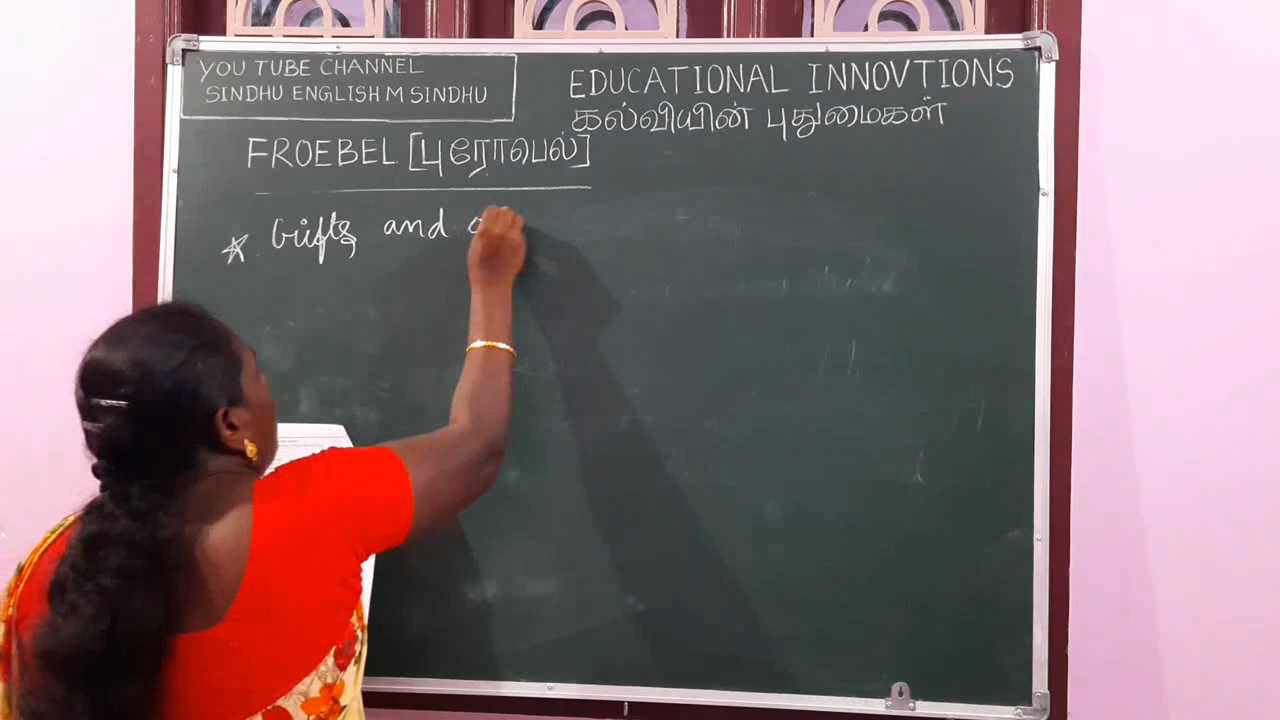 YOU TUBE CHANNEL
SINDHU ENGLISH M SINDHU
EDUCATIONAL INNOVTIONS
கல்வியின் புதுமைகள்
FROEBEL [புரோபெல்]
* Gifts and o